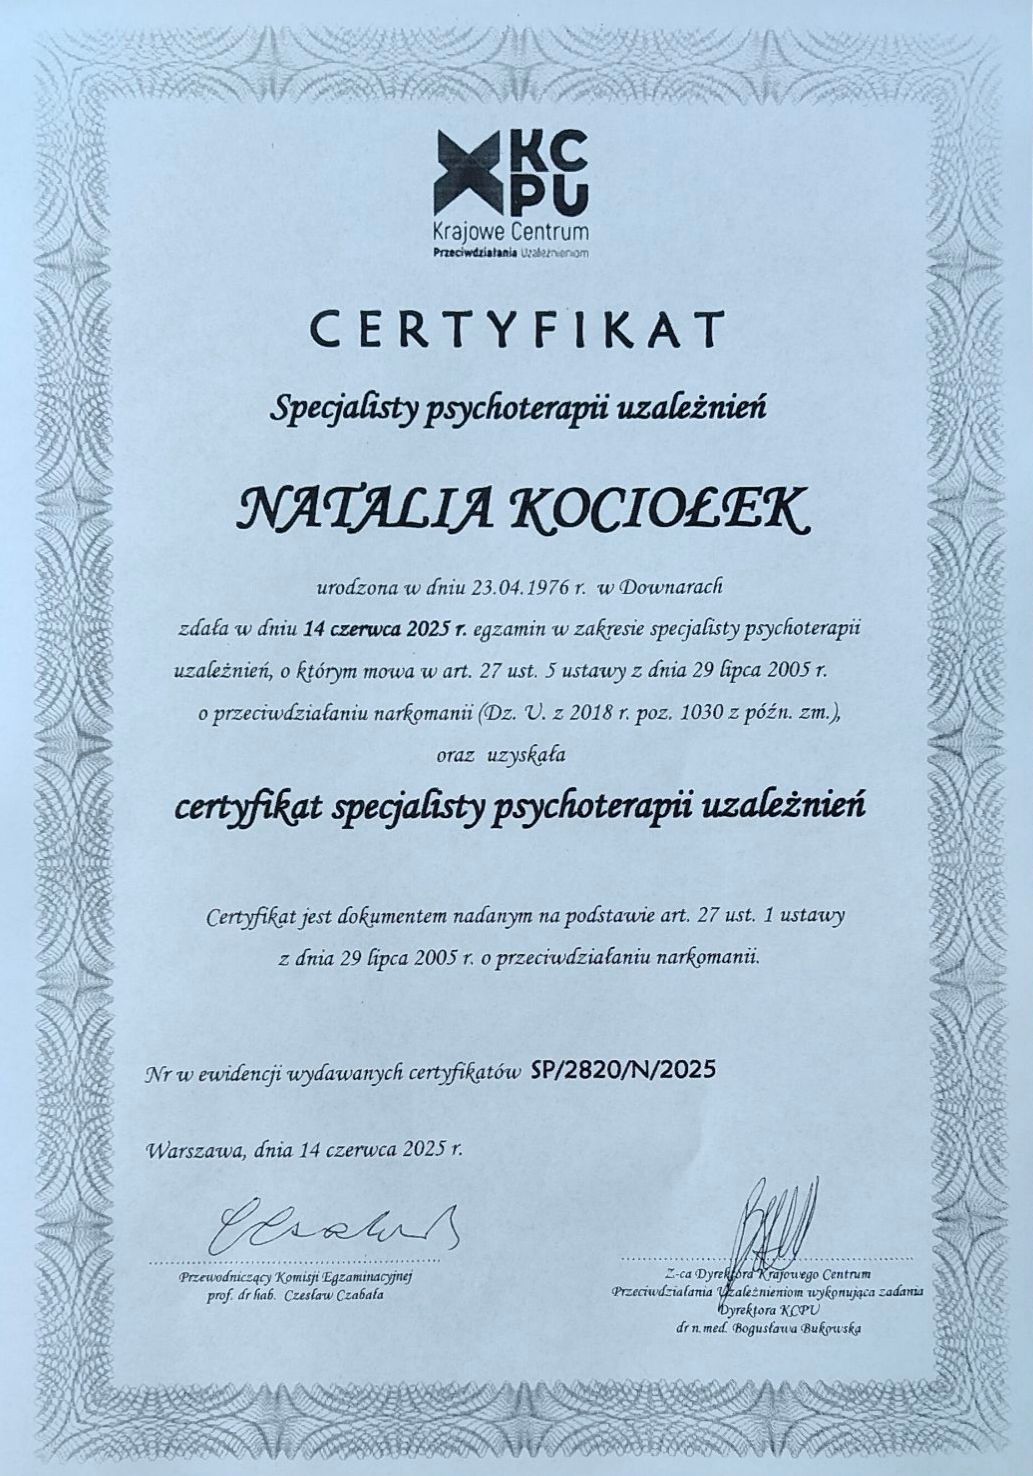 KC
PU
Krajowe Centrum
Przeciwdziałania Uzależnieniom
CERTYFIKAT
Specjalisty psychoterapii uzależnień
NATALIA KOCIOŁEK
urodzona w dniu 23.04.1976 r. w Downarach
zdała w dniu 14 czerwca 2025 r. egzamin w zakresie specjalisty psychoterapii
uzależnień, o którym mowa w art. 27 ust. 5 ustawy z dnia 29 lipca 2005 r.
o przeciwdziałaniu narkomanii (Dz. U. z 2018 r. poz. 1030 z późn. zm.),
oraz uzyskała
certyfikat specjalisty psychoterapii uzależnień
Certyfikat jest dokumentem nadanym na podstawie art. 27 ust. 1 ustawy
z dnia 29 lipca 2005 r. o przeciwdziałaniu narkomanii.
Nr w ewidencji wydawanych certyfikatów SP/2820/N/2025
Warszawa, dnia 14 czerwca 2025 r.
Przewodniczący Komisji Egzaminacyjnej
prof. dr hab. Czesław Czabała
Z-ca Dyrektora Krajowego Centrum
Przeciwdziałania Uzależnieniom wykonująca zadania
Dyrektora KCPU
dr n. med. Bogusława Bukowska